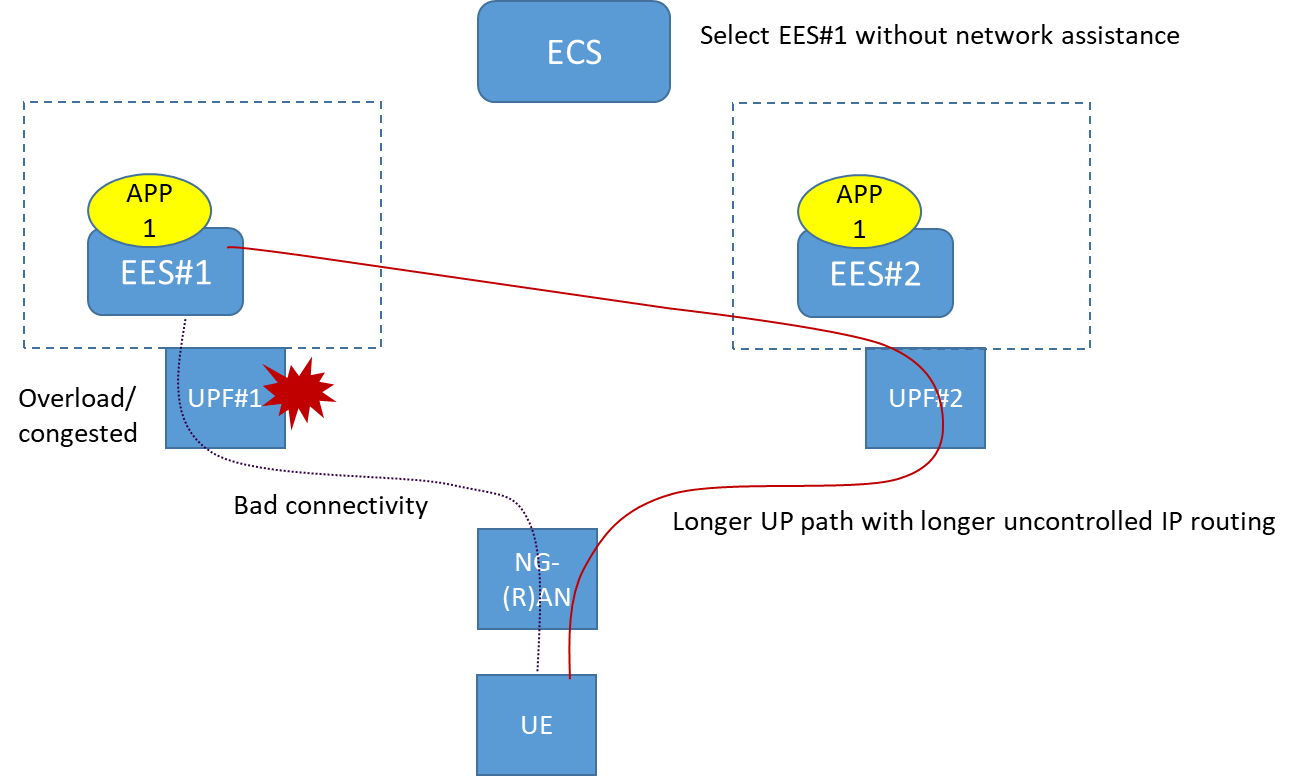 ECS
Select EES#1 without network assistance
APP
1
EES#1
APP
1
EES#2
Overload/
congested
UPF#1
UPF#2
Bad connectivity
Longer UP path with longer uncontrolled IP routing
NG-
(R)AN
UE